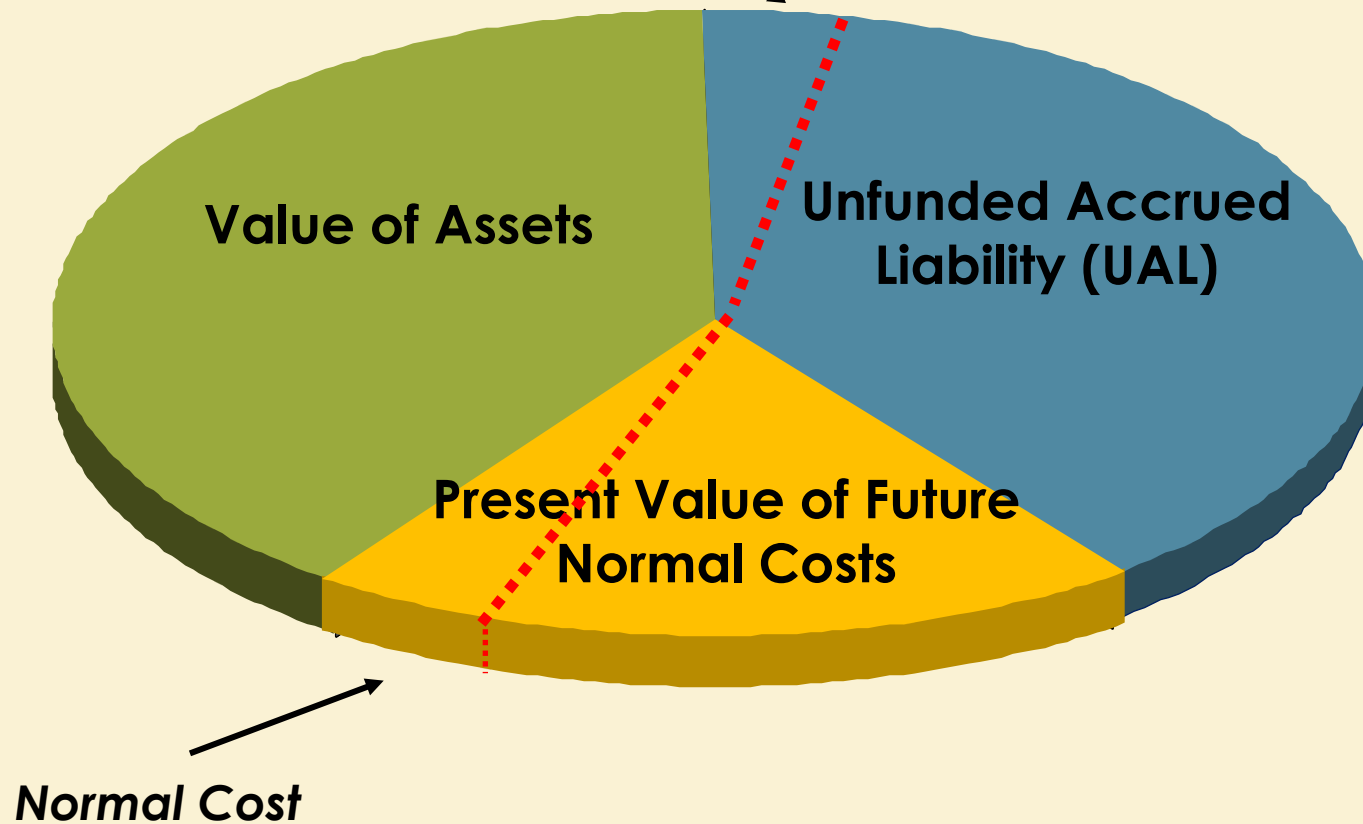 Value of Assets
Unfunded Accrued
Liability (UAL)
Present Value of Future
Normal Costs
Normal Cost